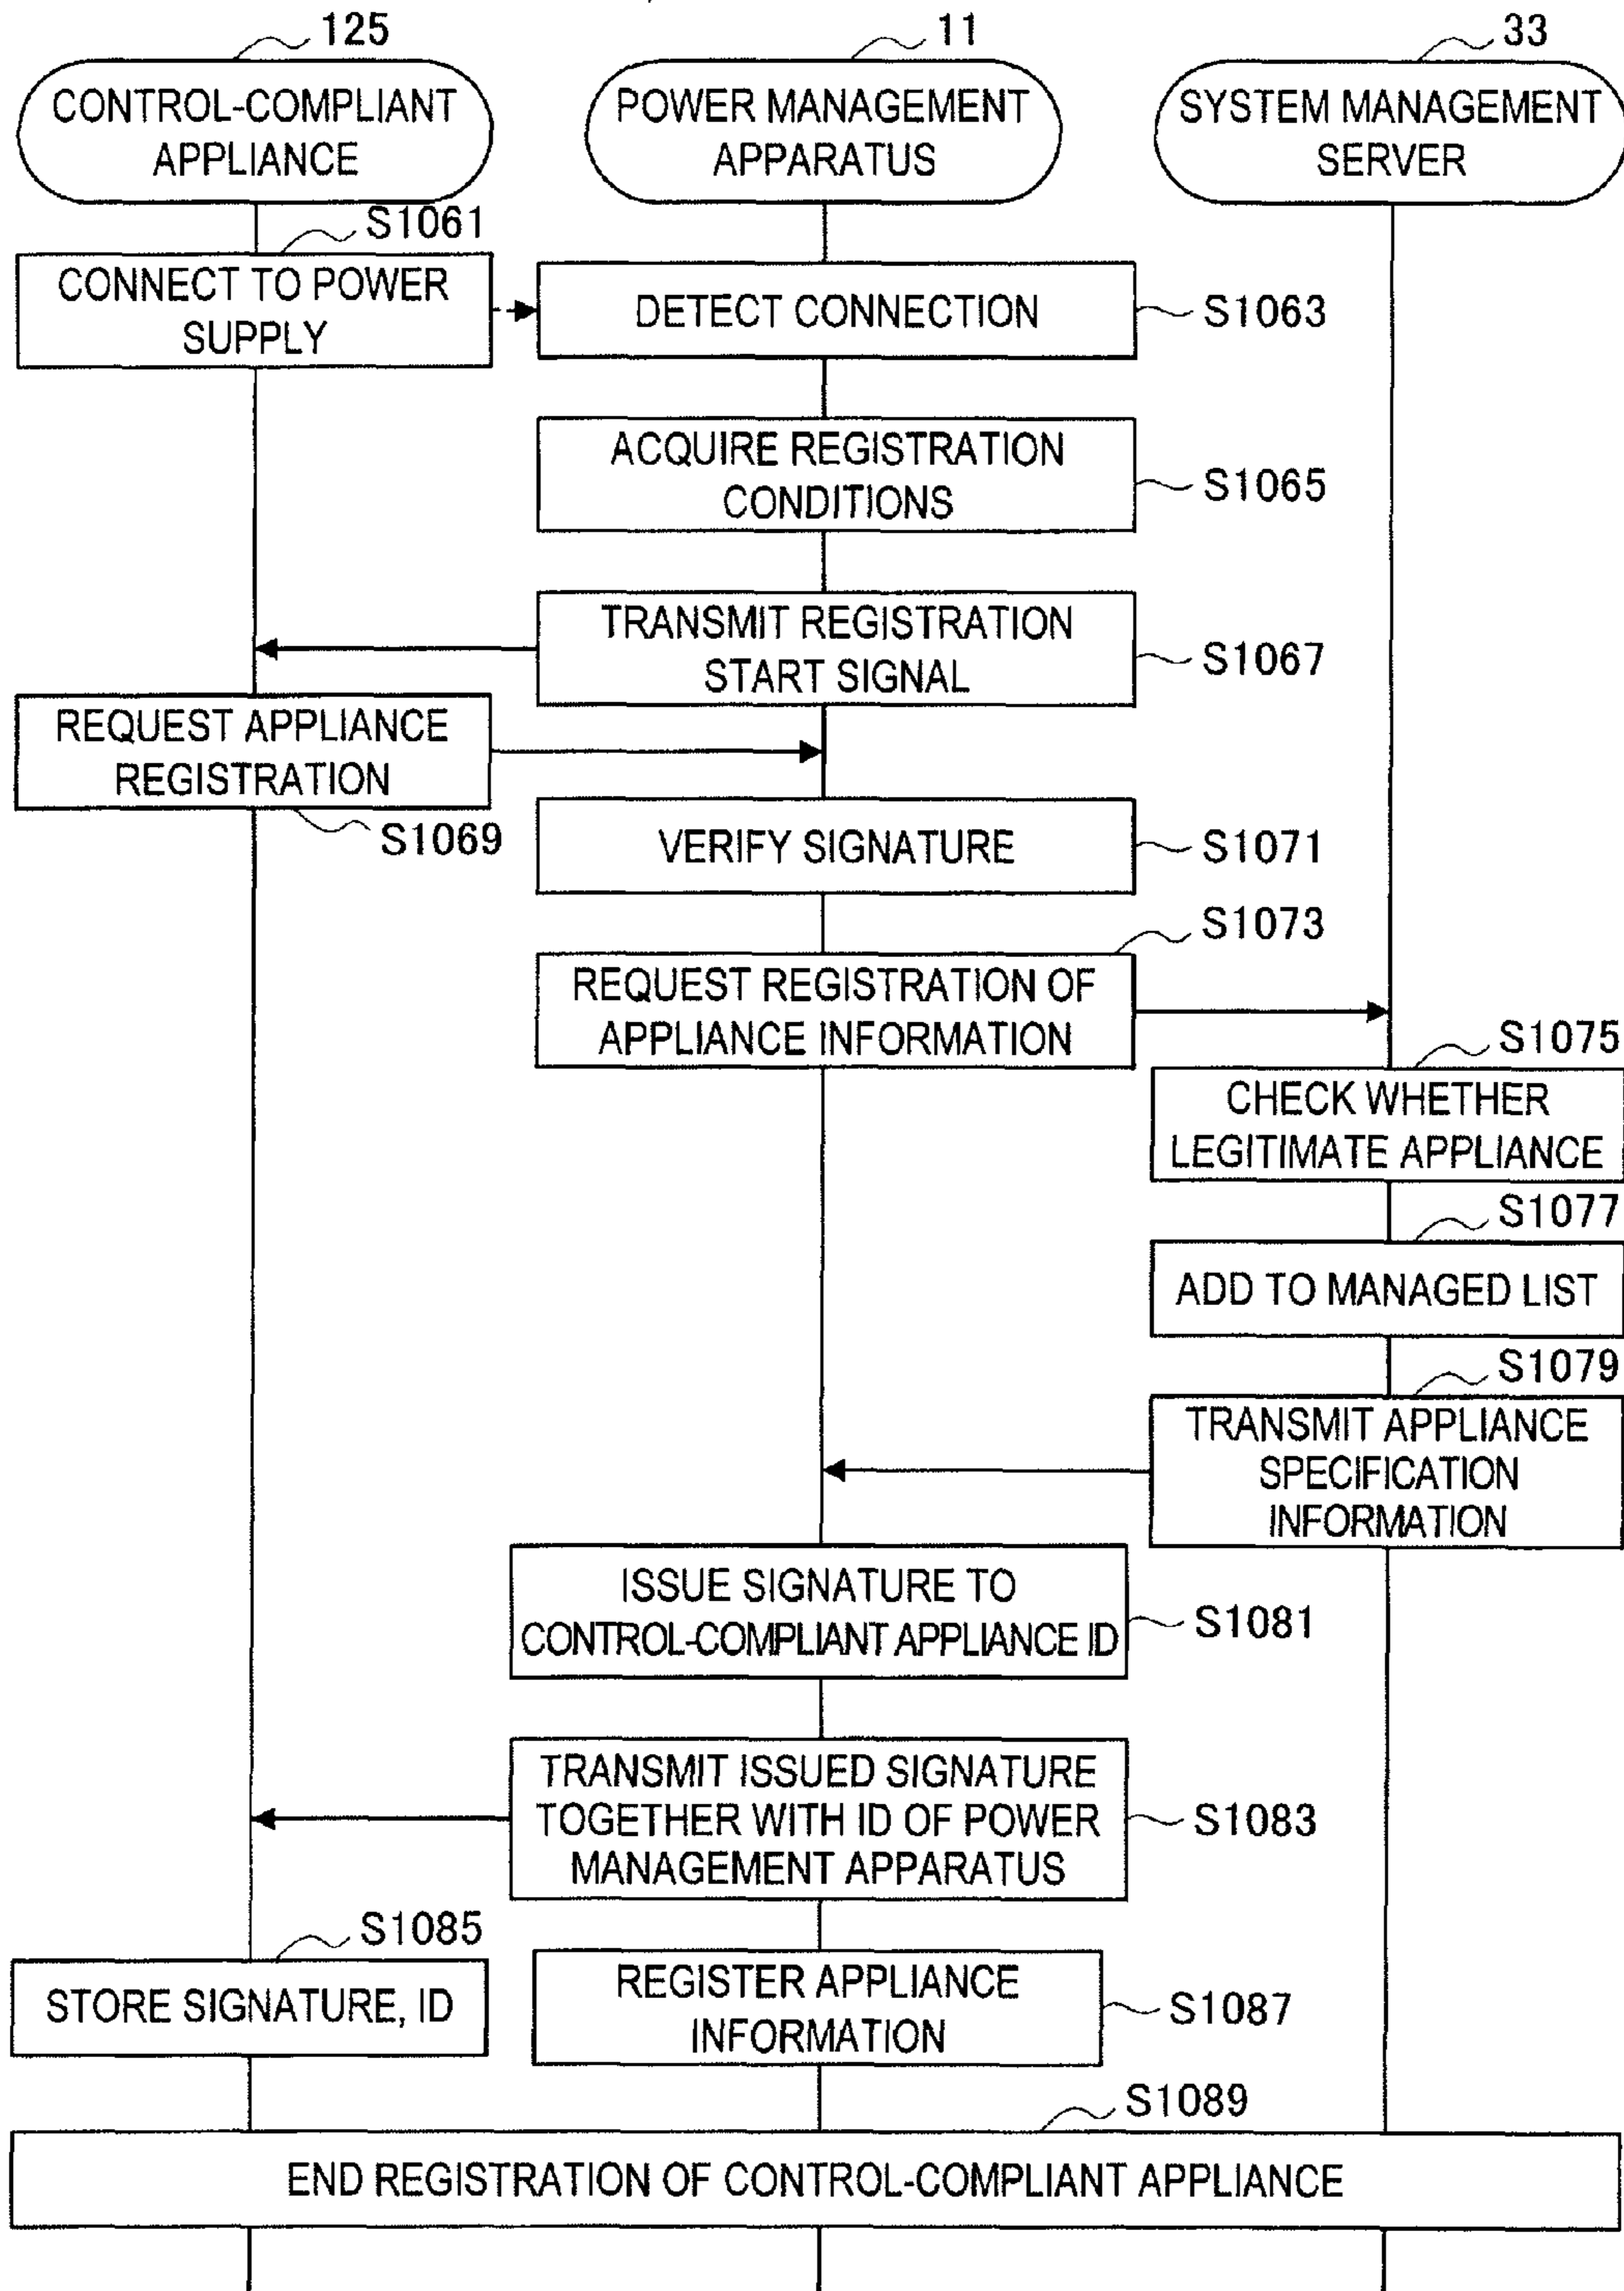 125
11
33
CONTROL-COMPLIANT
APPLIANCE
POWER MANAGEMENT
APPARATUS
SYSTEM MANAGEMENT
SERVER
S1061
CONNECT TO POWER
SUPPLY
DETECT CONNECTION
S1063
ACQUIRE REGISTRATION
CONDITIONS
S1065
TRANSMIT REGISTRATION
START SIGNAL
S1067
REQUEST APPLIANCE
REGISTRATION
S1069
VERIFY SIGNATURE
S1071
S1073
REQUEST REGISTRATION OF
APPLIANCE INFORMATION
S1075
CHECK WHETHER
LEGITIMATE APPLIANCE
S1077
ADD TO MANAGED LIST
S1079
TRANSMIT APPLIANCE
SPECIFICATION
INFORMATION
ISSUE SIGNATURE TO
CONTROL-COMPLIANT APPLIANCE ID
S1081
TRANSMIT ISSUED SIGNATURE
TOGETHER WITH ID OF POWER
MANAGEMENT APPARATUS
S1083
S1085
STORE SIGNATURE, ID
REGISTER APPLIANCE
INFORMATION
S1087
S1089
END REGISTRATION OF CONTROL-COMPLIANT APPLIANCE